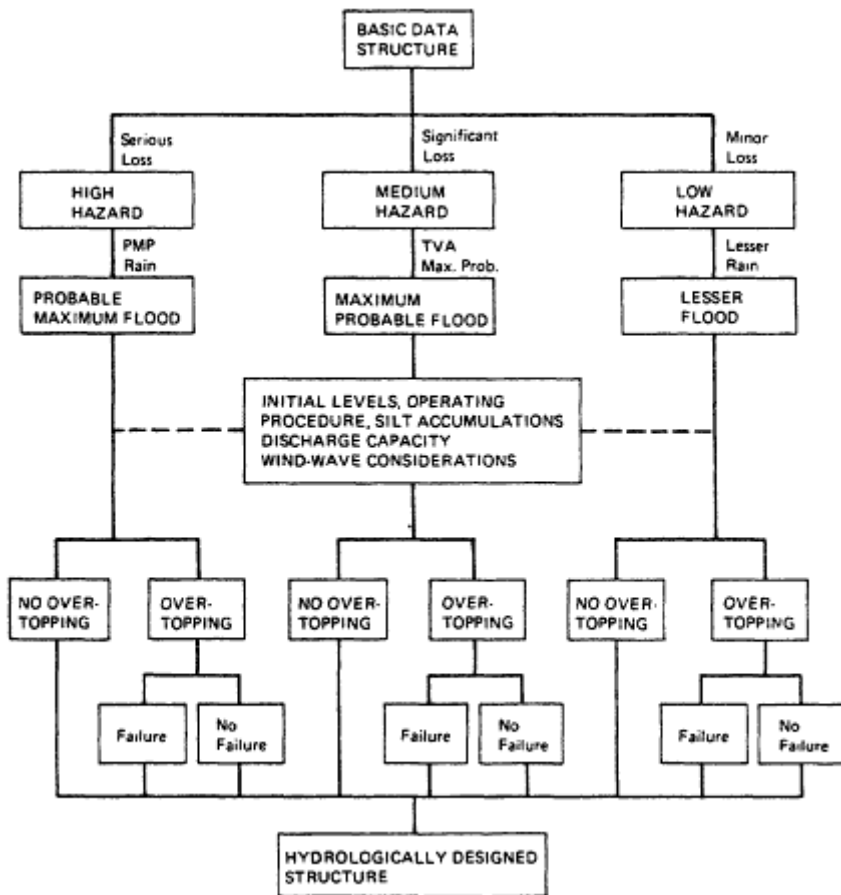 BASIC DATA
STRUCTURE
Serious
Loss
Significant
Loss
Minor
Loss
HIGH
HAZARD
MEDIUM
HAZARD
LOW
HAZARD
PMP
Rain
TVA
Max. Prob.
Lesser
Rain
PROBABLE
MAXIMUM FLOOD
MAXIMUM
PROBABLE FLOOD
LESSER
FLOOD
INITIAL LEVELS, OPERATING
PROCEDURE, SILT ACCUMULATIONS
DISCHARGE CAPACITY
WIND-WAVE CONSIDERATIONS
NO OVER-
TOPPING
OVER-
TOPPING
NO OVER-
TOPPING
OVER-
TOPPING
NO OVER-
TOPPING
OVER-
TOPPING
Failure
No
Failure
Failure
No
Failure
Failure
No
Failure
HYDROLOGICALLY DESIGNED
STRUCTURE